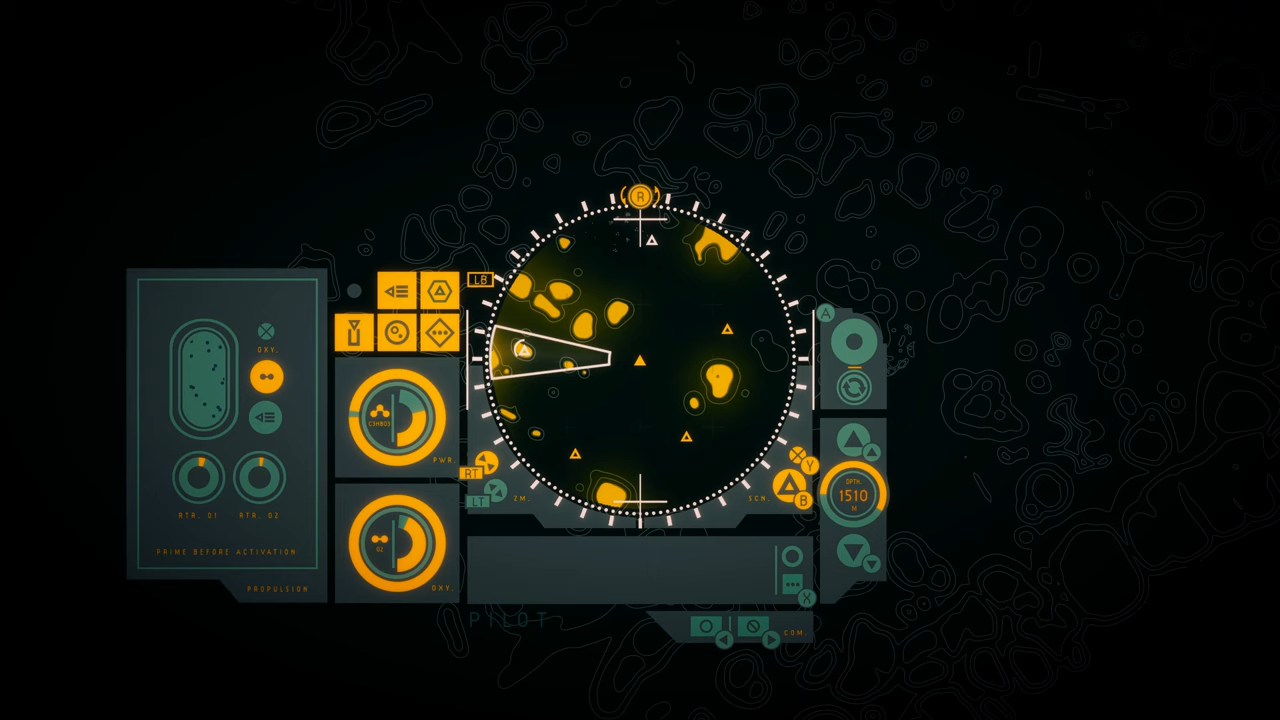 R
LB
A
OXY.
C3H8O3
PWR.
RT
LT
ZM.
SCN.
Y
B
DPTH.
1510
M
RTR. 01
RTR. 02
PRIME BEFORE ACTIVATION
PROPULSION
O2
OXY.
X
PILOT
COM.